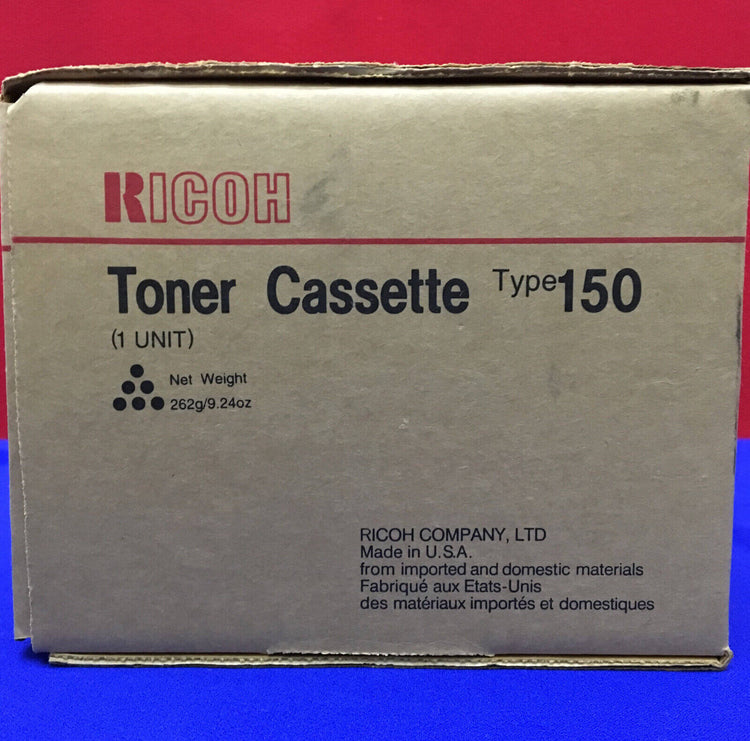 RICOH
Toner Cassette Type150
(1 UNIT)
Net Weight
262g/9.24oz
RICOH COMPANY, LTD
Made in U.S.A.
from imported and domestic materials
Fabriqué aux Etats-Unis
des matériaux importés et domestiques